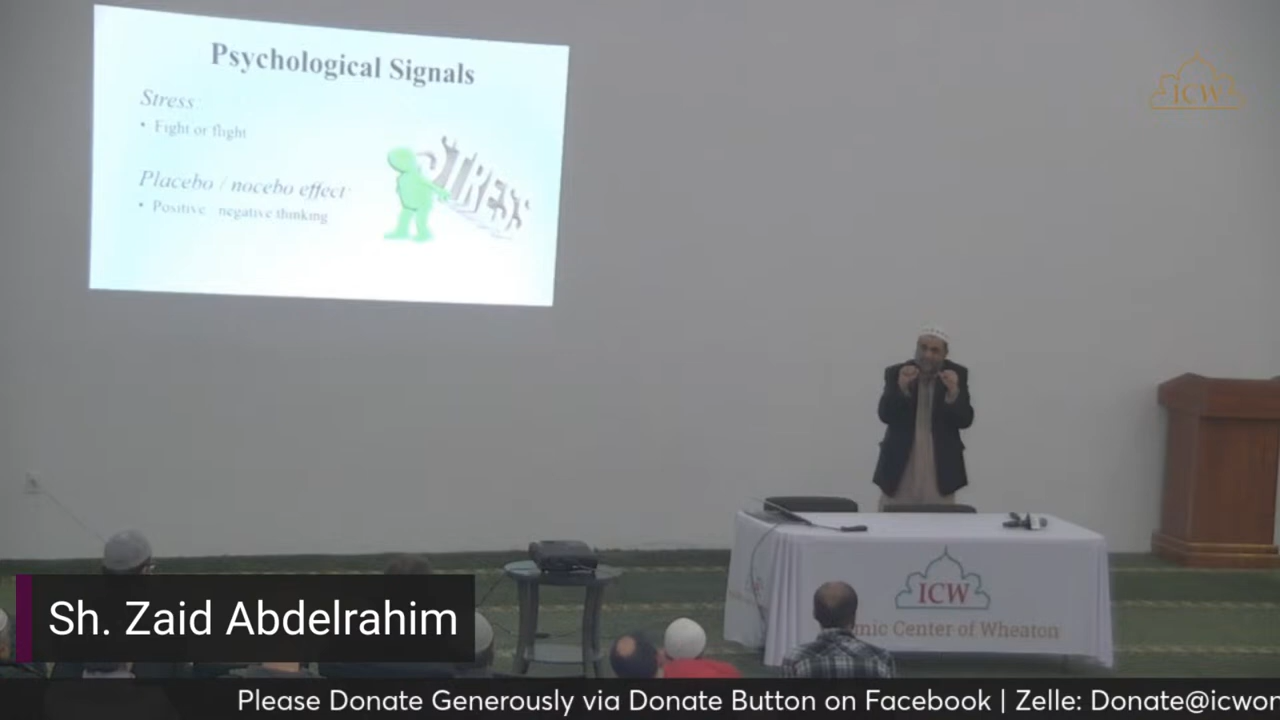 Psychological Signals
Stress:
• Fight or flight
Placebo / nocebo effect:
• Positive negative thinking
STRESS
ICW
ICW
mic Center of Wheaton
Sh. Zaid Abdelrahim
Please Donate Generously via Donate Button on Facebook | Zelle: Donate@icwor